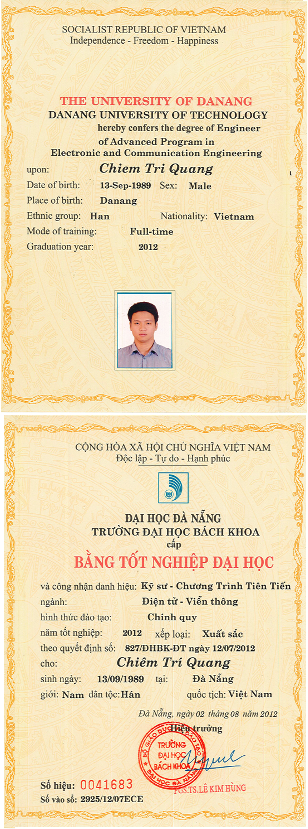 SOCIALIST REPUBLIC OF VIETNAM
Independence - Freedom - Happiness
THE UNIVERSITY OF DANANG
DANANG UNIVERSITY OF TECHNOLOGY
hereby confers the degree of Engineer
of Advanced Program in
Electronic and Communication Engineering
upon: Chiem Tri Quang
Date of birth: 13-Sep-1989 Sex: Male
Place of birth: Danang
Ethnic group: Han Nationality: Vietnam
Mode of training: Full-time
Graduation year: 2012
CỘNG HÒA XÃ HỘI CHỦ NGHĨA VIỆT NAM
Độc lập - Tự do - Hạnh phúc
ĐẠI HỌC ĐÀ NẴNG
TRƯỜNG ĐẠI HỌC BÁCH KHOA
cấp
BẰNG TỐT NGHIỆP ĐẠI HỌC
và công nhận danh hiệu: Kỹ sư - Chương Trình Tiên Tiến
ngành: Điện tử - Viễn thông
hình thức đào tạo: Chính quy
năm tốt nghiệp: 2012 xếp loại: Xuất sắc
theo quyết định số: 827/ĐHBK-ĐT ngày 12/07/2012
cho: Chiêm Trí Quang
sinh ngày: 13/09/1989 tại: Đà Nẵng
giới: Nam dân tộc: Hán quốc tịch: Việt Nam
Đà Nẵng, ngày 02 tháng 08 năm 2012
Hiệu trưởng
TRƯỜNG
ĐẠI HỌC
BÁCH KHOA
PGS.TS.LÊ KIM HÙNG
Số hiệu: 0041683
Số vào sổ: 2925/12/07ECE